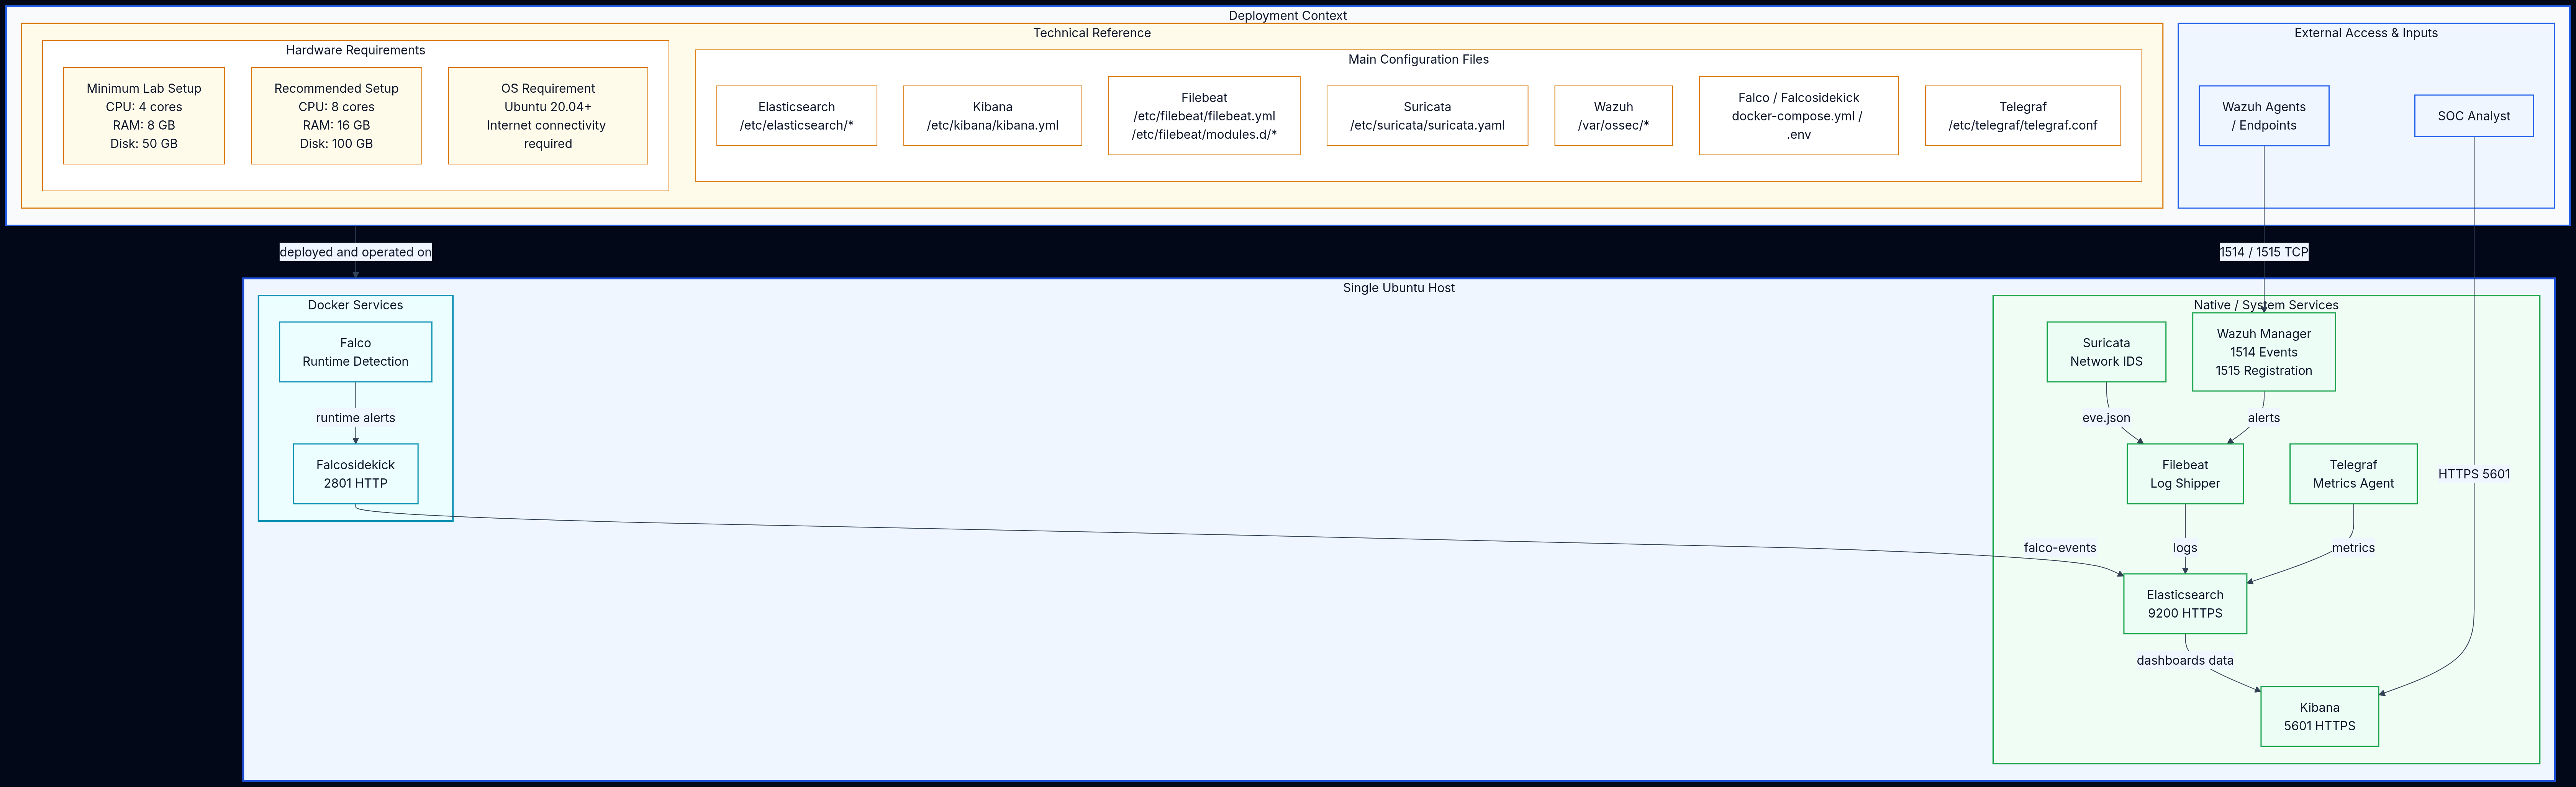 Deployment Context
Technical Reference
Hardware Requirements
Minimum Lab Setup
CPU: 4 cores
RAM: 8 GB
Disk: 50 GB
Recommended Setup
CPU: 8 cores
RAM: 16 GB
Disk: 100 GB
OS Requirement
Ubuntu 20.04+
Internet connectivity
required
Main Configuration Files
Elasticsearch
/etc/elasticsearch/*
Kibana
/etc/kibana/kibana.yml
Filebeat
/etc/filebeat/filebeat.yml
/etc/filebeat/modules.d/*
Suricata
/etc/suricata/suricata.yaml
Wazuh
/var/ossec/*
Falco / Falcosidekick
docker-compose.yml /
.env
Telegraf
/etc/telegraf/telegraf.conf
External Access & Inputs
Wazuh Agents
/ Endpoints
SOC Analyst
deployed and operated on
1514 / 1515 TCP
Single Ubuntu Host
Docker Services
Falco
Runtime Detection
runtime alerts
Falcosidekick
2801 HTTP
Native / System Services
Suricata
Network IDS
Wazuh Manager
1514 Events
1515 Registration
eve.json
alerts
Filebeat
Log Shipper
Telegraf
Metrics Agent
HTTPS 5601
falco-events
logs
metrics
Elasticsearch
9200 HTTPS
dashboards data
Kibana
5601 HTTPS